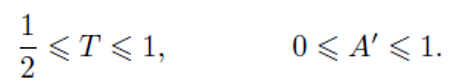 1/2 ⩽ T ⩽ 1, 0 ⩽ A′ ⩽ 1.